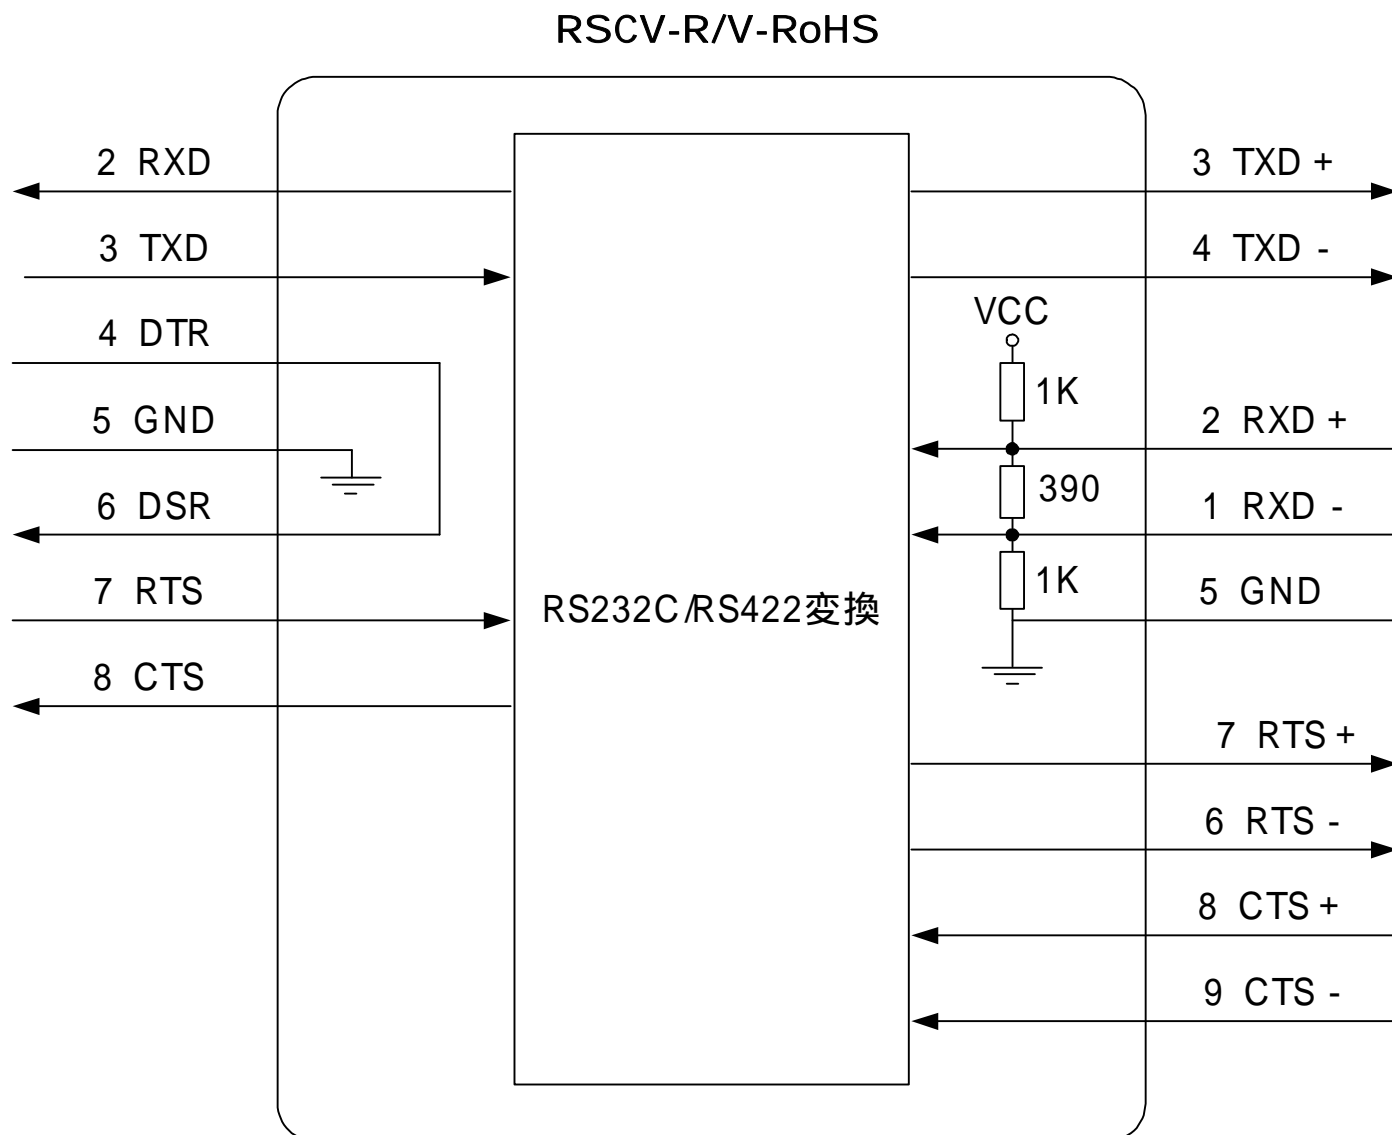 RSCV-R/V-RoHS
2 RXD
3 TXD
4 DTR
5 GND
6 DSR
7 RTS
8 CTS
RS232C/RS422変換
VCC
1K
390
1K
3 TXD +
4 TXD -
2 RXD +
1 RXD -
5 GND
7 RTS +
6 RTS -
8 CTS +
9 CTS -